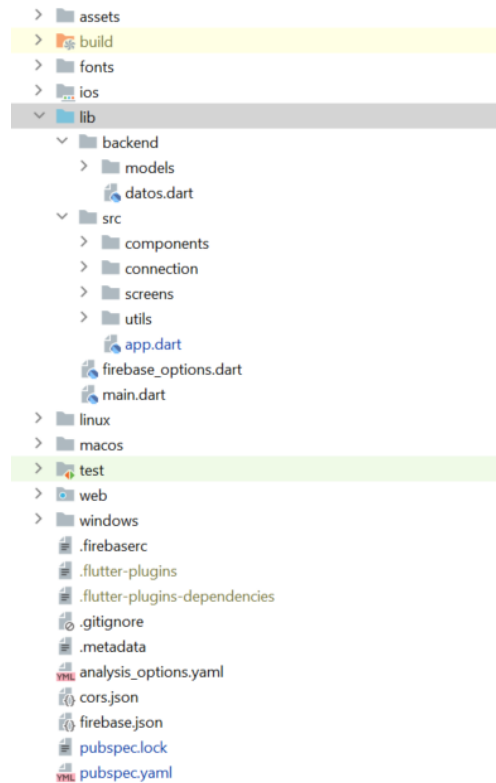 assets
build
fonts
ios
lib
backend
models
datos.dart
src
components
connection
screens
utils
app.dart
firebase_options.dart
main.dart
linux
macos
test
web
windows
.firebaserc
.flutter-plugins
.flutter-plugins-dependencies
.gitignore
.metadata
YML analysis_options.yaml
cors.json
firebase.json
pubspec.lock
YML pubspec.yaml